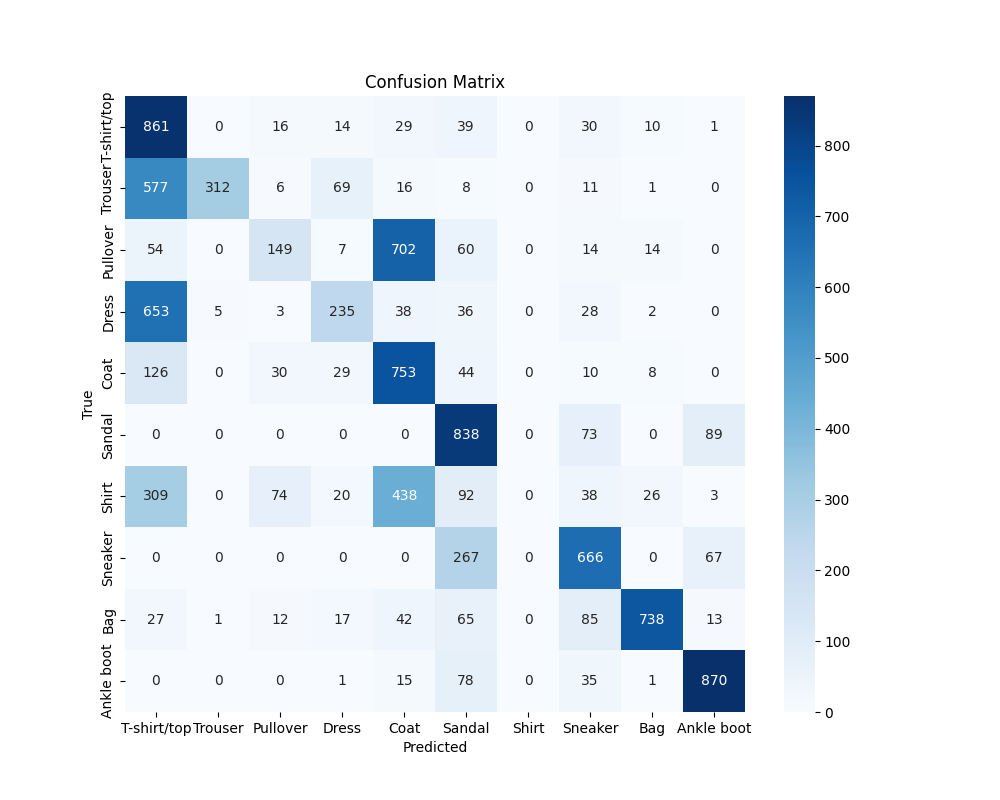 Confusion Matrix
T-shirt/top 861 0 16 14 29 39 0 30 10 1
Trouser 577 312 6 69 16 8 0 11 1 0
Pullover 54 0 149 7 702 60 0 14 14 0
Dress 653 5 3 235 38 36 0 28 2 0
Coat 126 0 30 29 753 44 0 10 8 0
Sandal 0 0 0 0 0 838 0 73 0 89
Shirt 309 0 74 20 438 92 0 38 26 3
Sneaker 0 0 0 0 0 267 0 666 0 67
Bag 27 1 12 17 42 65 0 85 738 13
Ankle boot 0 0 0 1 15 78 0 35 1 870
True
T-shirt/top Trouser Pullover Dress Coat Sandal Shirt Sneaker Bag Ankle boot
Predicted
800
700
600
500
400
300
200
100
0